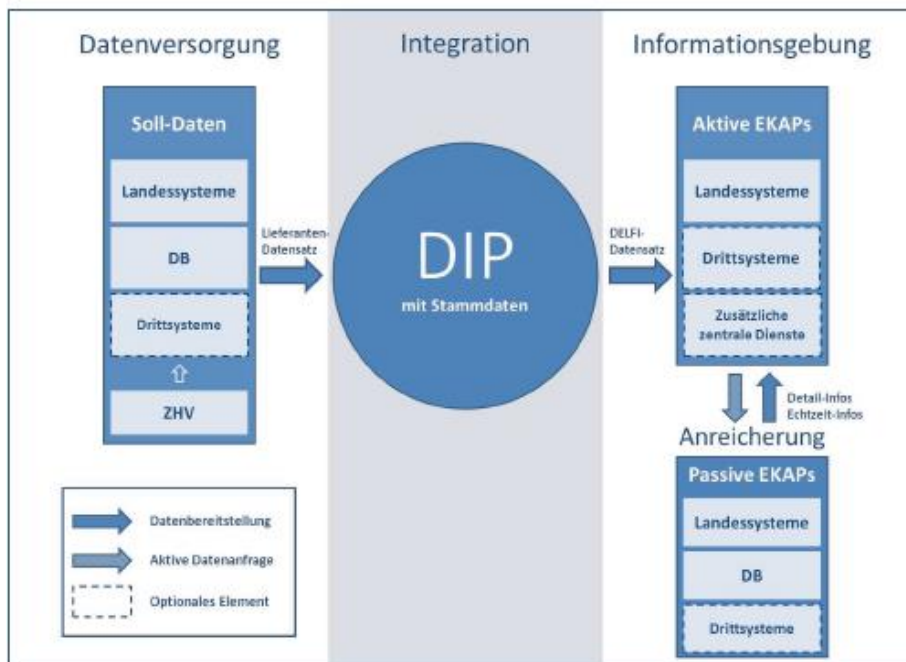 Datenversorgung
Integration
Informationsgebung
Soll-Daten
Landessysteme
DB
Drittsysteme
ZHV
Lieferanten-
Datensatz
DIP
mit Stammdaten
DELFI-
Datensatz
Aktive EKAPs
Landessysteme
Drittsysteme
Zusätzliche
zentrale Dienste
Detail-Infos
Echtzeit-Infos
Anreicherung
Passive EKAPs
Landessysteme
DB
Drittsysteme
Datenbereitstellung
Aktive Datenanfrage
Optionales Element